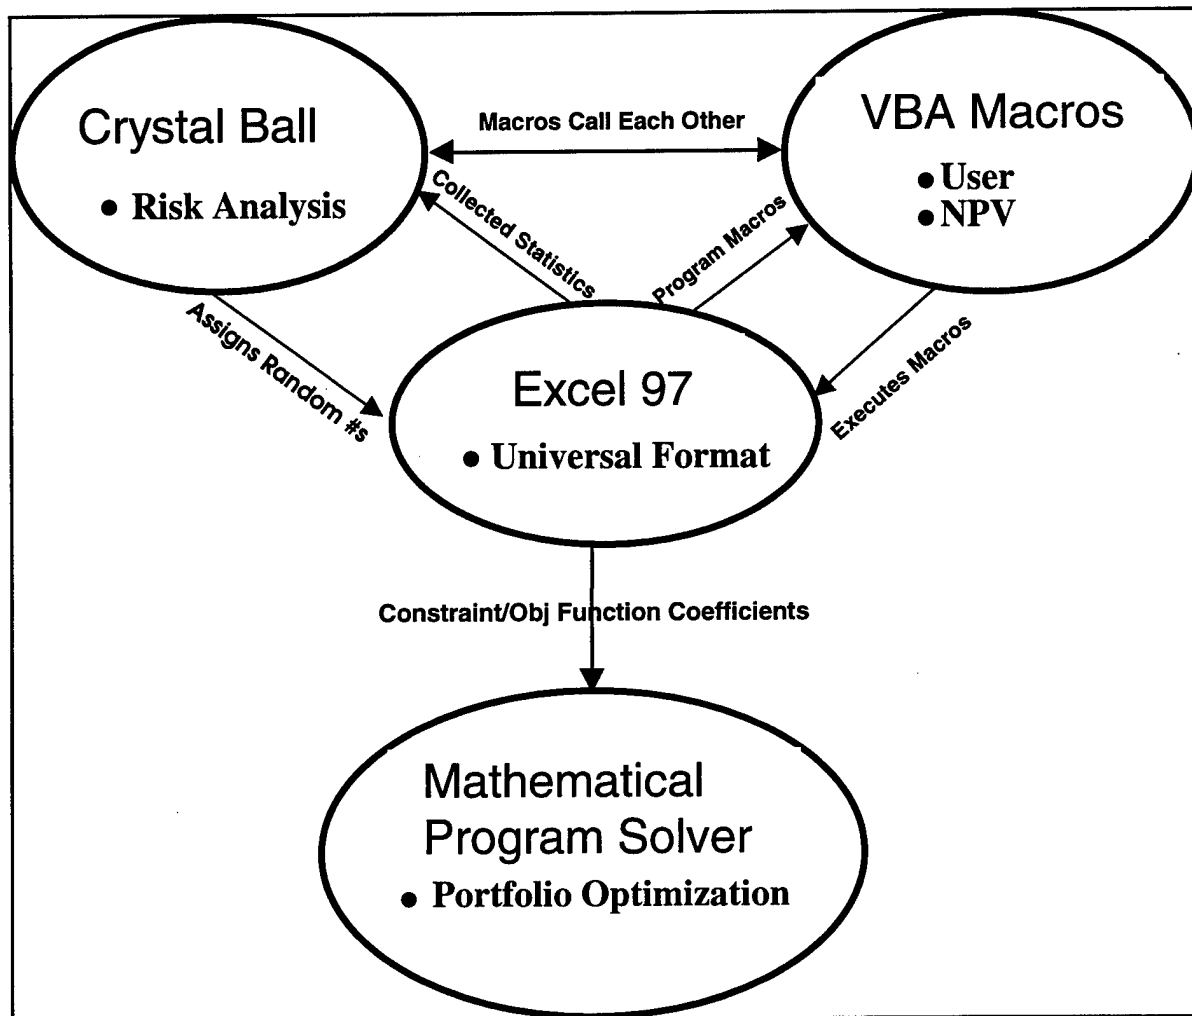 Crystal Ball
• Risk Analysis
Macros Call Each Other
VBA Macros
• User
• NPV
Collected Statistics
Program Macros
Assigns Random #s
Executes Macros
Excel 97
• Universal Format
Constraint/Obj Function Coefficients
Mathematical
Program Solver
• Portfolio Optimization